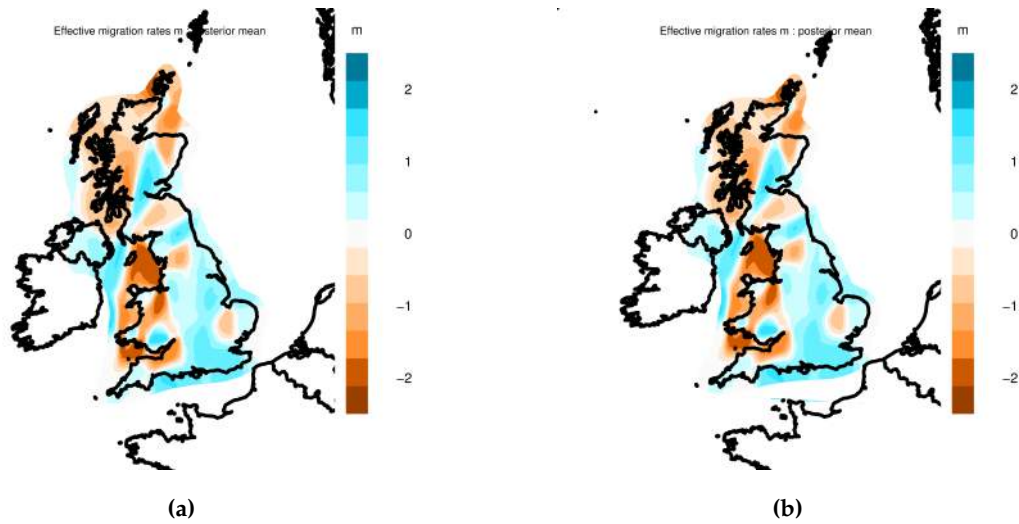 Effective migration rates m mean
m
2
1
0
−1
−2
(a)
Effective migration rates m : posterior mean
m
2
1
0
−1
−2
(b)